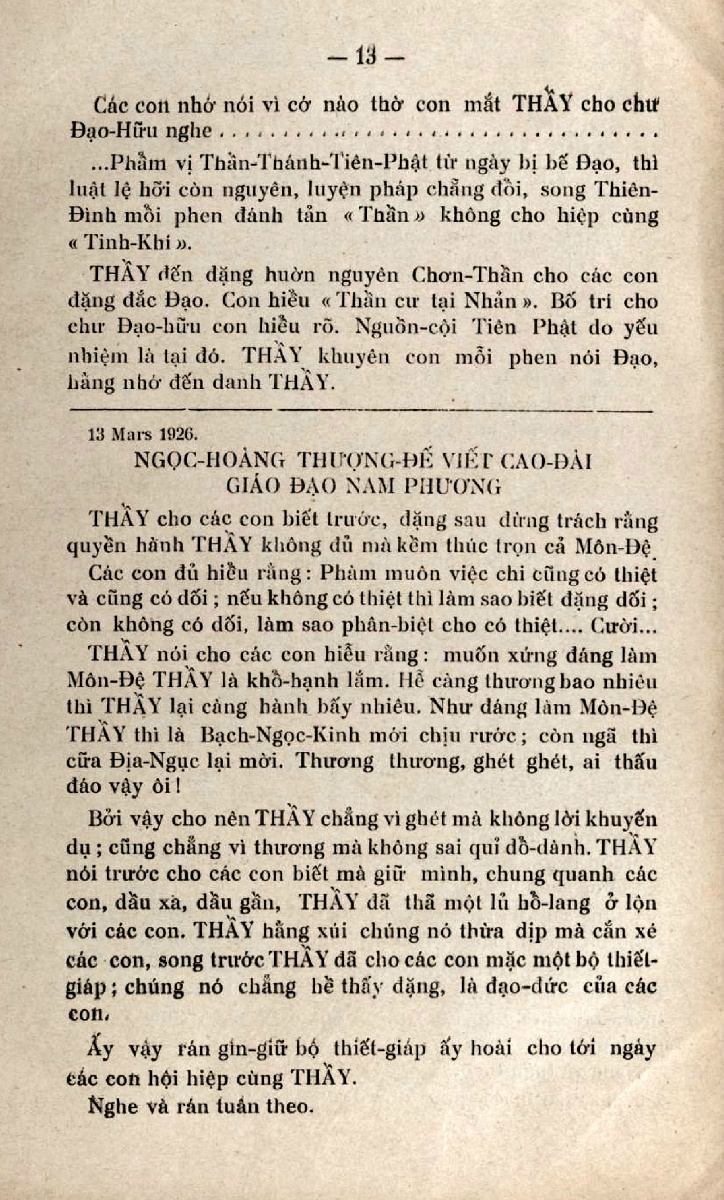 — 13 —
Các con nhớ nói vì cớ nào thờ con mắt THẦY cho chư
Đạo-Hữu nghe . . . . . . . . . . . . . . . . . . . . . . . . . . . . . . . . . .
...Phẩm vị Thần-Thánh-Tiên-Phật từ ngày bị bế Đạo, thì
luật lệ hỡi còn nguyên, luyện pháp chẳng đổi, song Thiên-
Đình mỗi phen đánh tản « Thần » không cho hiệp cùng
« Tinh-Khí ».
THẦY đến đặng huờn nguyên Chơn-Thần cho các con
đặng đắc Đạo. Con hiểu « Thần cư tại Nhản ». Bố trí cho
chư Đạo-hữu con hiểu rõ. Nguồn-cội Tiên Phật do yếu
nhiệm là tại đó. THẦY khuyên con mỗi phen nói Đạo,
hằng nhớ đến danh THẦY.
13 Mars 1926.
NGỌC-HOÀNG THƯỢNG-ĐẾ VIẾT CAO-ĐÀI
GIÁO ĐẠO NAM PHƯƠNG
THẦY cho các con biết trước, đặng sau đừng trách rằng
quyền hành THẦY không đủ mà kềm thúc trọn cả Môn-Đệ.
Các con đủ hiểu rằng : Phàm muôn việc chi cũng có thiệt
và cũng có dối ; nếu không có thiệt thì làm sao biết đặng dối ;
còn không có dối, làm sao phân-biệt cho có thiệt.... Cười...
THẦY nói cho các con hiễu rằng : muốn xứng đáng làm
Môn-Đệ THẦY là khổ-hạnh lắm. Hễ càng thương bao nhiêu
thì THẦY lại càng hành bấy nhiêu. Như đáng làm Môn-Đệ
THẦY thì là Bạch-Ngọc-Kinh mới chịu rước ; còn ngã thì
cữa Địa-Ngục lại mời. Thương thương, ghét ghét, ai thấu
đáo vậy ôi !
Bởi vậy cho nên THẦY chẳng vì ghét mà không lời khuyến
dụ ; cũng chẳng vì thương mà không sai quỉ dỗ-dành. THẦY
nói trước cho các con biết mà giữ mình, chung quanh các
con, dầu xa, dầu gần, THẦY đã thã một lủ hổ-lang ở lộn
với các con. THẦY hằng xúi chúng nó thừa dịp mà cắn xé
các con, song trước THẦY đã cho các con mặc một bộ thiết-
giáp ; chúng nó chẳng hề thấy đặng, là đạo-đức của các
con.
Ấy vậy rán gìn-giữ bộ thiết-giáp ấy hoài cho tới ngày
các con hội hiệp cùng THẦY.
Nghe và rán tuân theo.